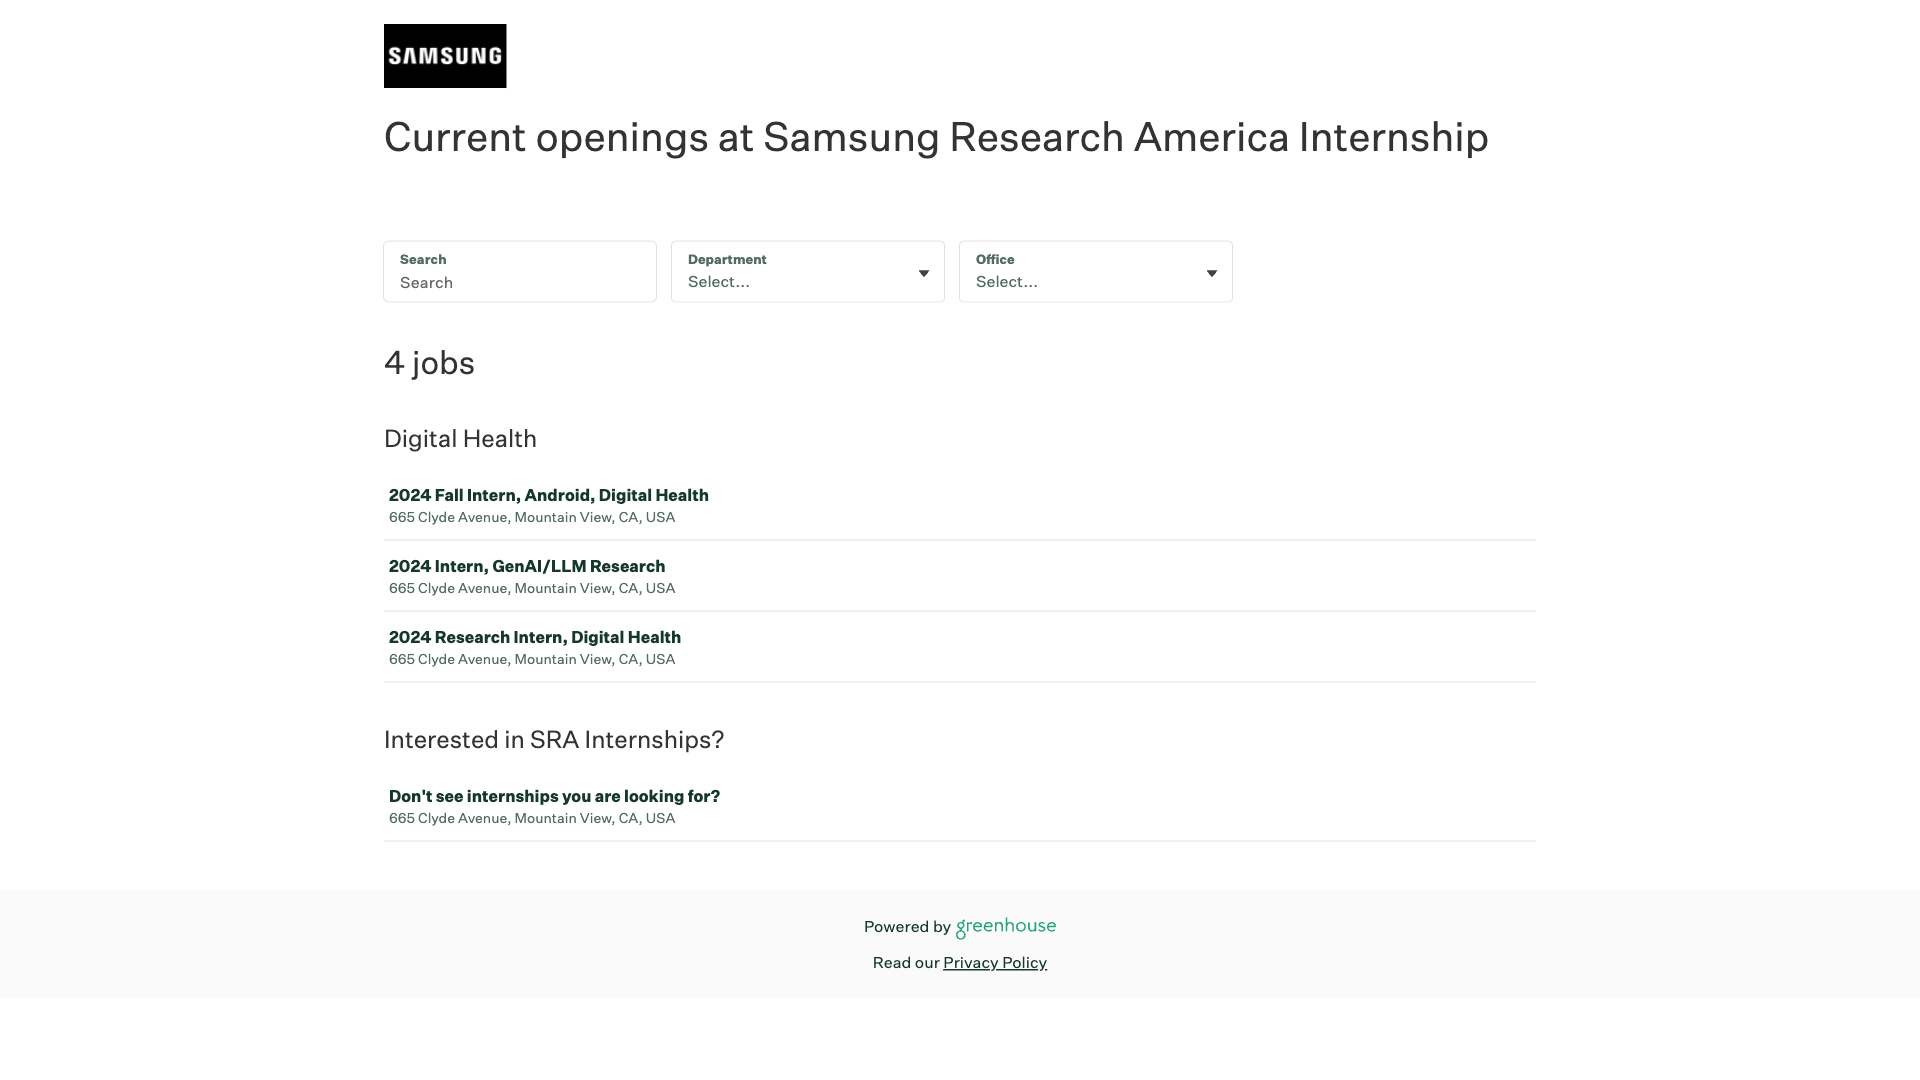 SAMSUNG
Current openings at Samsung Research America Internship
Search
Search
Department
Select...
Office
Select...
4 jobs
Digital Health
2024 Fall Intern, Android, Digital Health
665 Clyde Avenue, Mountain View, CA, USA
2024 Intern, GenAI/LLM Research
665 Clyde Avenue, Mountain View, CA, USA
2024 Research Intern, Digital Health
665 Clyde Avenue, Mountain View, CA, USA
Interested in SRA Internships?
Don't see internships you are looking for?
665 Clyde Avenue, Mountain View, CA, USA
Powered by greenhouse
Read our Privacy Policy